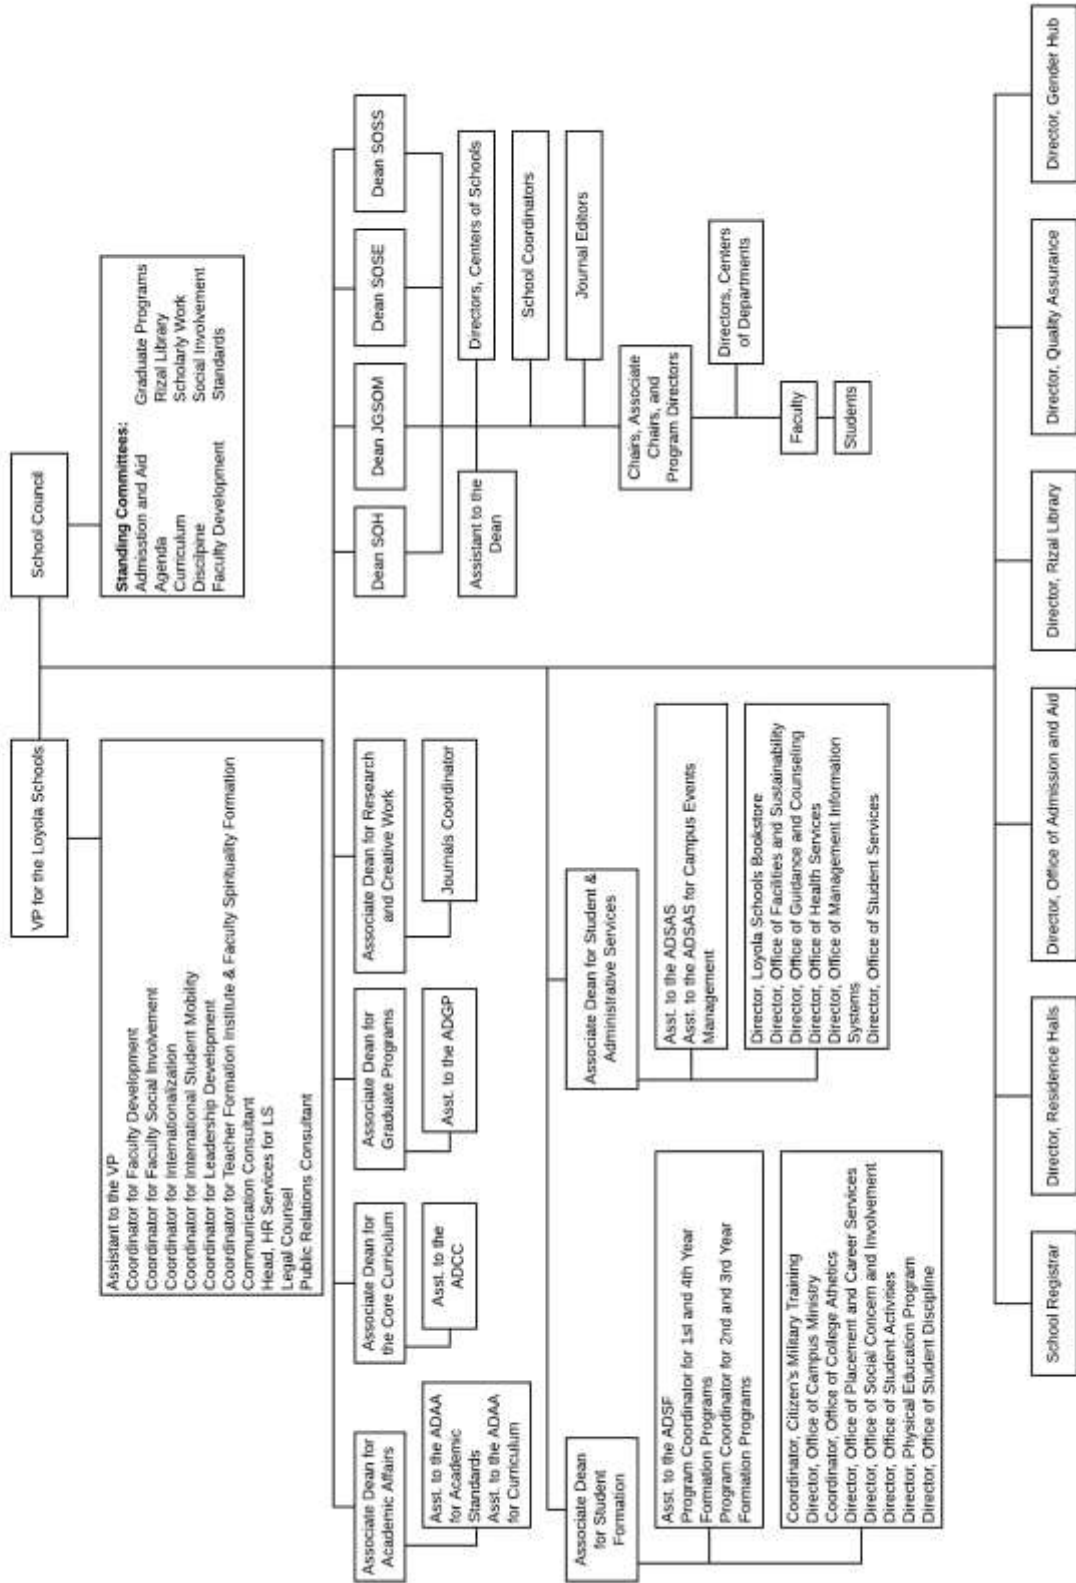 VP for the Loyola Schools
School Council
Assistant to the VP
Coordinator for Faculty Development
Coordinator for Faculty Social Involvement
Coordinator for Internationalization
Coordinator for International Student Mobility
Coordinator for Leadership Development
Coordinator for Teacher Formation Institute & Faculty Spirituality Formation
Communication Consultant
Head, HR Services for LS
Legal Counsel
Public Relations Consultant
Standing Committees:
Admisstion and Aid
Agenda
Curriculum
Discilpine
Faculty Development
Graduate Programs
Rizal Library
Scholarly Work
Social Involvement
Standards
Associate Dean for
Academic Affairs
Associate Dean for
the Core Curriculum
Associate Dean for
Graduate Programs
Associate Dean for Research
and Creative Work
Dean SOH
Dean JGSOM
Dean SOSE
Dean SOSS
Asst. to the ADAA
for Academic
Standards
Asst. to the ADAA
for Curriculum
Asst. to the
ADCC
Asst. to the ADGP
Journals Coordinator
Assistant to the
Dean
Directors, Centers of Schools
School Coordinators
Journal Editors
Chairs, Associate
Chairs, and
Program Directors
Directors, Centers
of Departments
Faculty
Students
Associate Dean
for Student
Formation
Asst. to the ADSF
Program Coordinator for 1st and 4th Year
Formation Programs
Program Coordinator for 2nd and 3rd Year
Formation Programs
Coordinator, Citizen's Military Training
Director, Office of Campus Ministry
Coordinator, Office of College Athetics
Director, Office of Placement and Career Services
Director, Office of Social Concern and Involvement
Director, Office of Student Activities
Director, Physical Education Program
Director, Office of Student Discipline
Associate Dean for Student &
Administrative Services
Asst. to the ADSAS
Asst. to the ADSAS for Campus Events
Management
Director, Loyola Schools Bookstore
Director, Office of Facilities and Sustainability
Director, Office of Guidance and Counseling
Director, Office of Health Services
Director, Office of Management Information
Systems
Director, Office of Student Services
School Registrar
Director, Residence Halls
Director, Office of Admission and Aid
Director, Rizal Library
Director, Quality Assurance
Director, Gender Hub